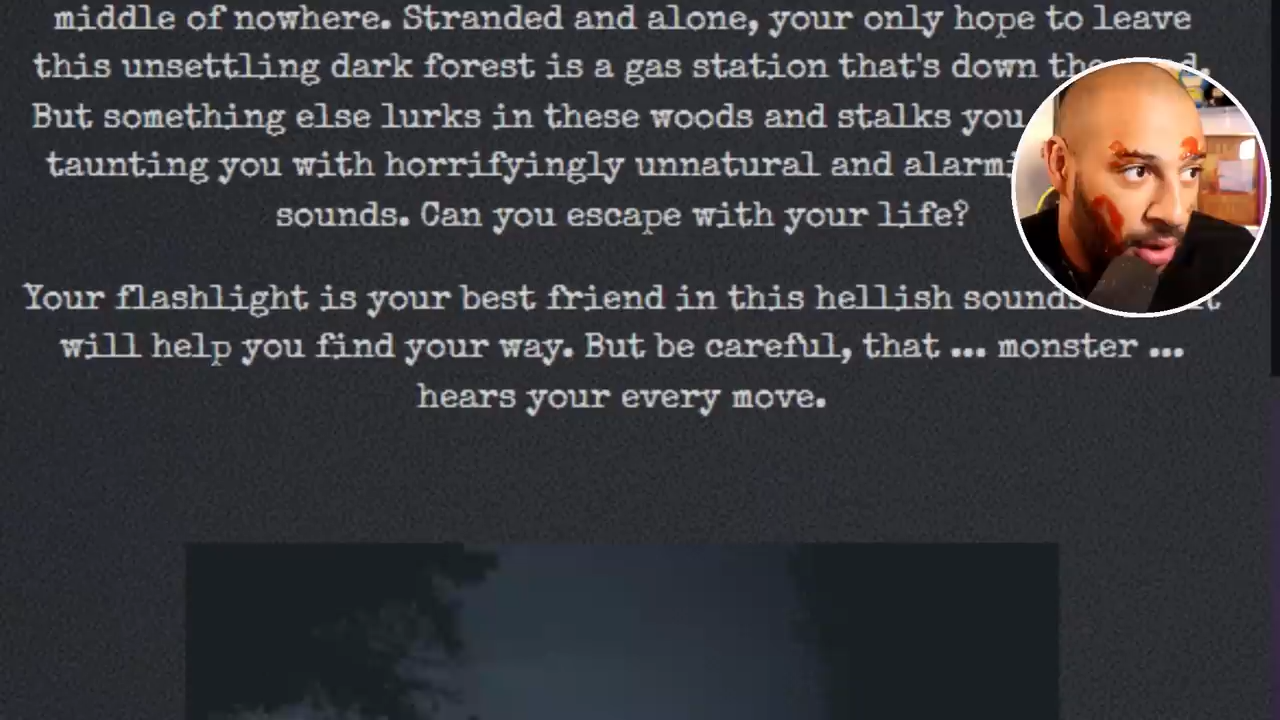 middle of nowhere. Stranded and alone, your only hope to leave
this unsettling dark forest is a gas station that's down the
But something else lurks in these woods and stalks you
taunting you with horrifyingly unnatural and
sounds. Can you escape with your life?
Your flashlight is your best friend in this hellish
will help you find your way. But be careful, that ... monster ...
hears your every move.